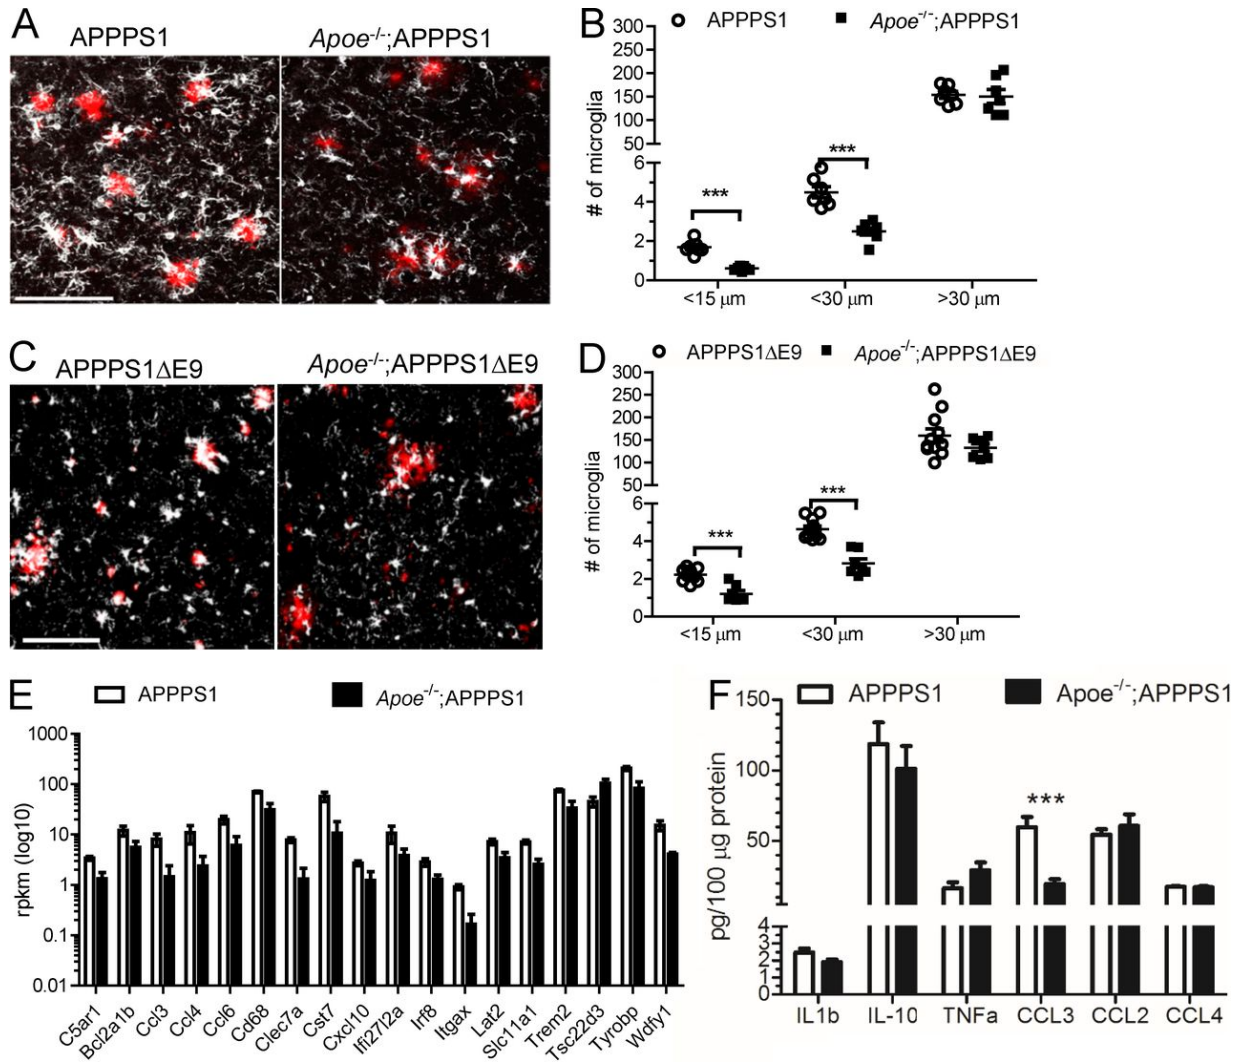 A
APPPS1
Apoe-/-;APPPS1
B
APPPS1
Apoe-/-;APPPS1
# of microglia
300
250
200
150
100
50
6
4
2
0
***
***
<15 μm
<30 μm
>30 μm
C
APPPS1ΔE9
Apoe-/-;APPPS1ΔE9
D
APPPS1ΔE9
Apoe-/-;APPPS1ΔE9
# of microglia
300
250
200
150
100
50
6
4
2
0
***
***
<15 μm
<30 μm
>30 μm
E
APPPS1
Apoe-/-;APPPS1
rpkm (log10)
1000
100
10
1
0.1
0.01
C5ar1
Bcl2a1b
Ccl3
Ccl4
Ccl6
Cd68
Clec7a
Cst7
Cxcl10
Ifi27l2a
Irf8
Itgax
Lat2
Slc11a1
Trem2
Tsc22d3
Tyrobp
Wdfy1
F
APPPS1
Apoe-/-;APPPS1
pg/100 μg protein
150
100
50
4
3
2
1
0
***
IL1b
IL-10
TNFa
CCL3
CCL2
CCL4